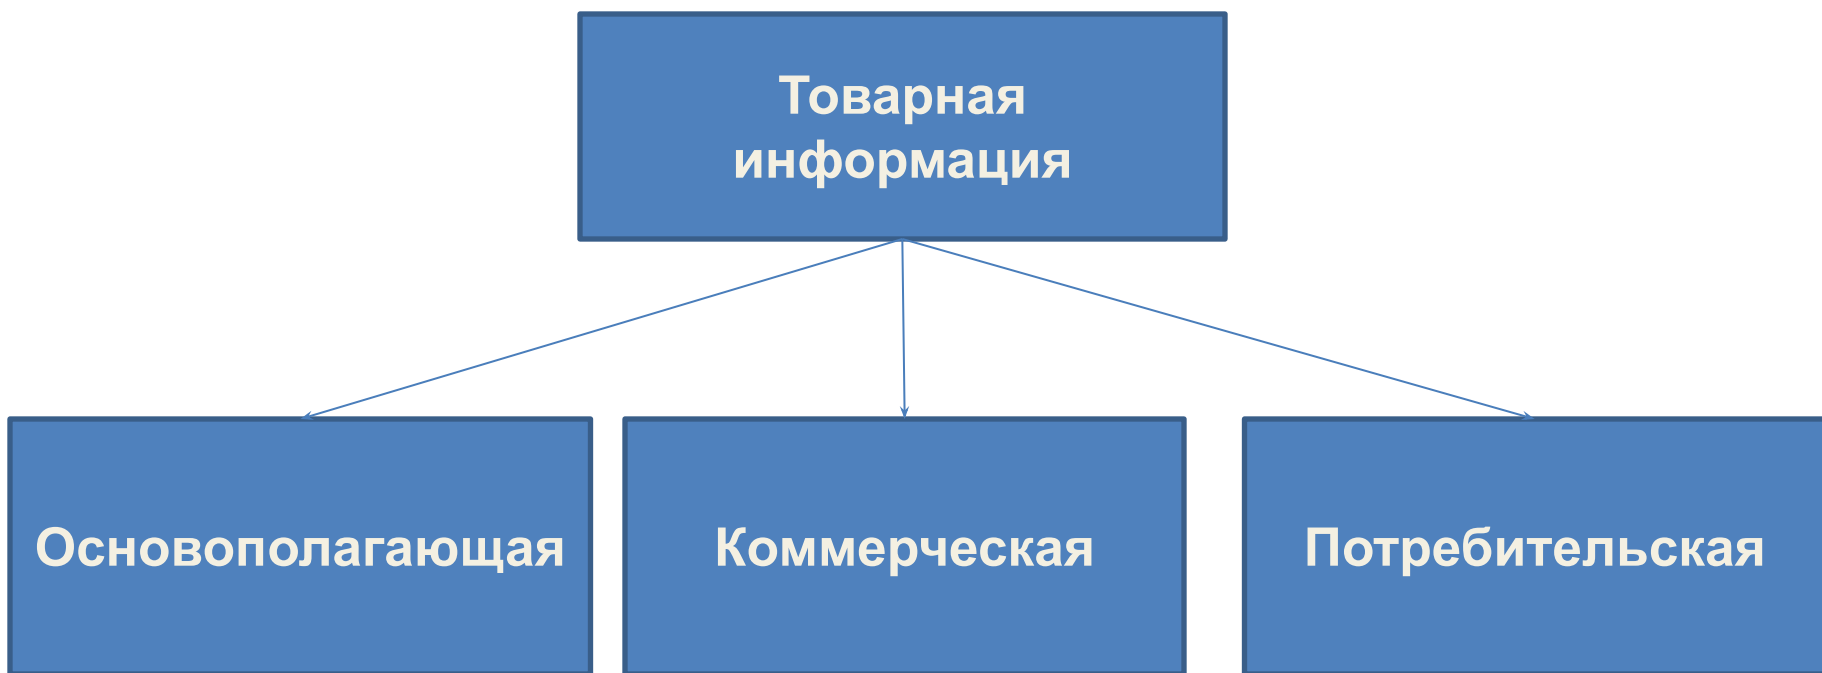 Товарная
информация
Основополагающая
Коммерческая
Потребительская